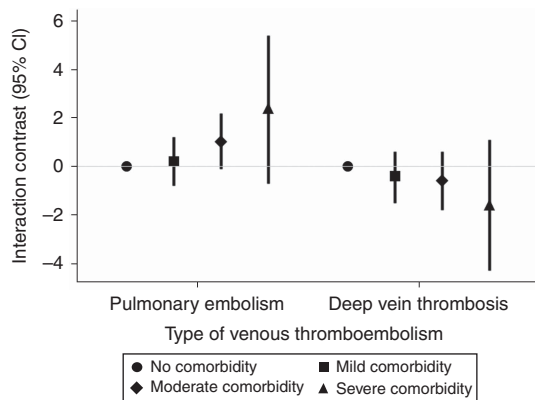 Interaction contrast (95% CI)
6
4
2
0
–2
–4
Pulmonary embolism Deep vein thrombosis
Type of venous thromboembolism
No comorbidity Mild comorbidity
Moderate comorbidity Severe comorbidity